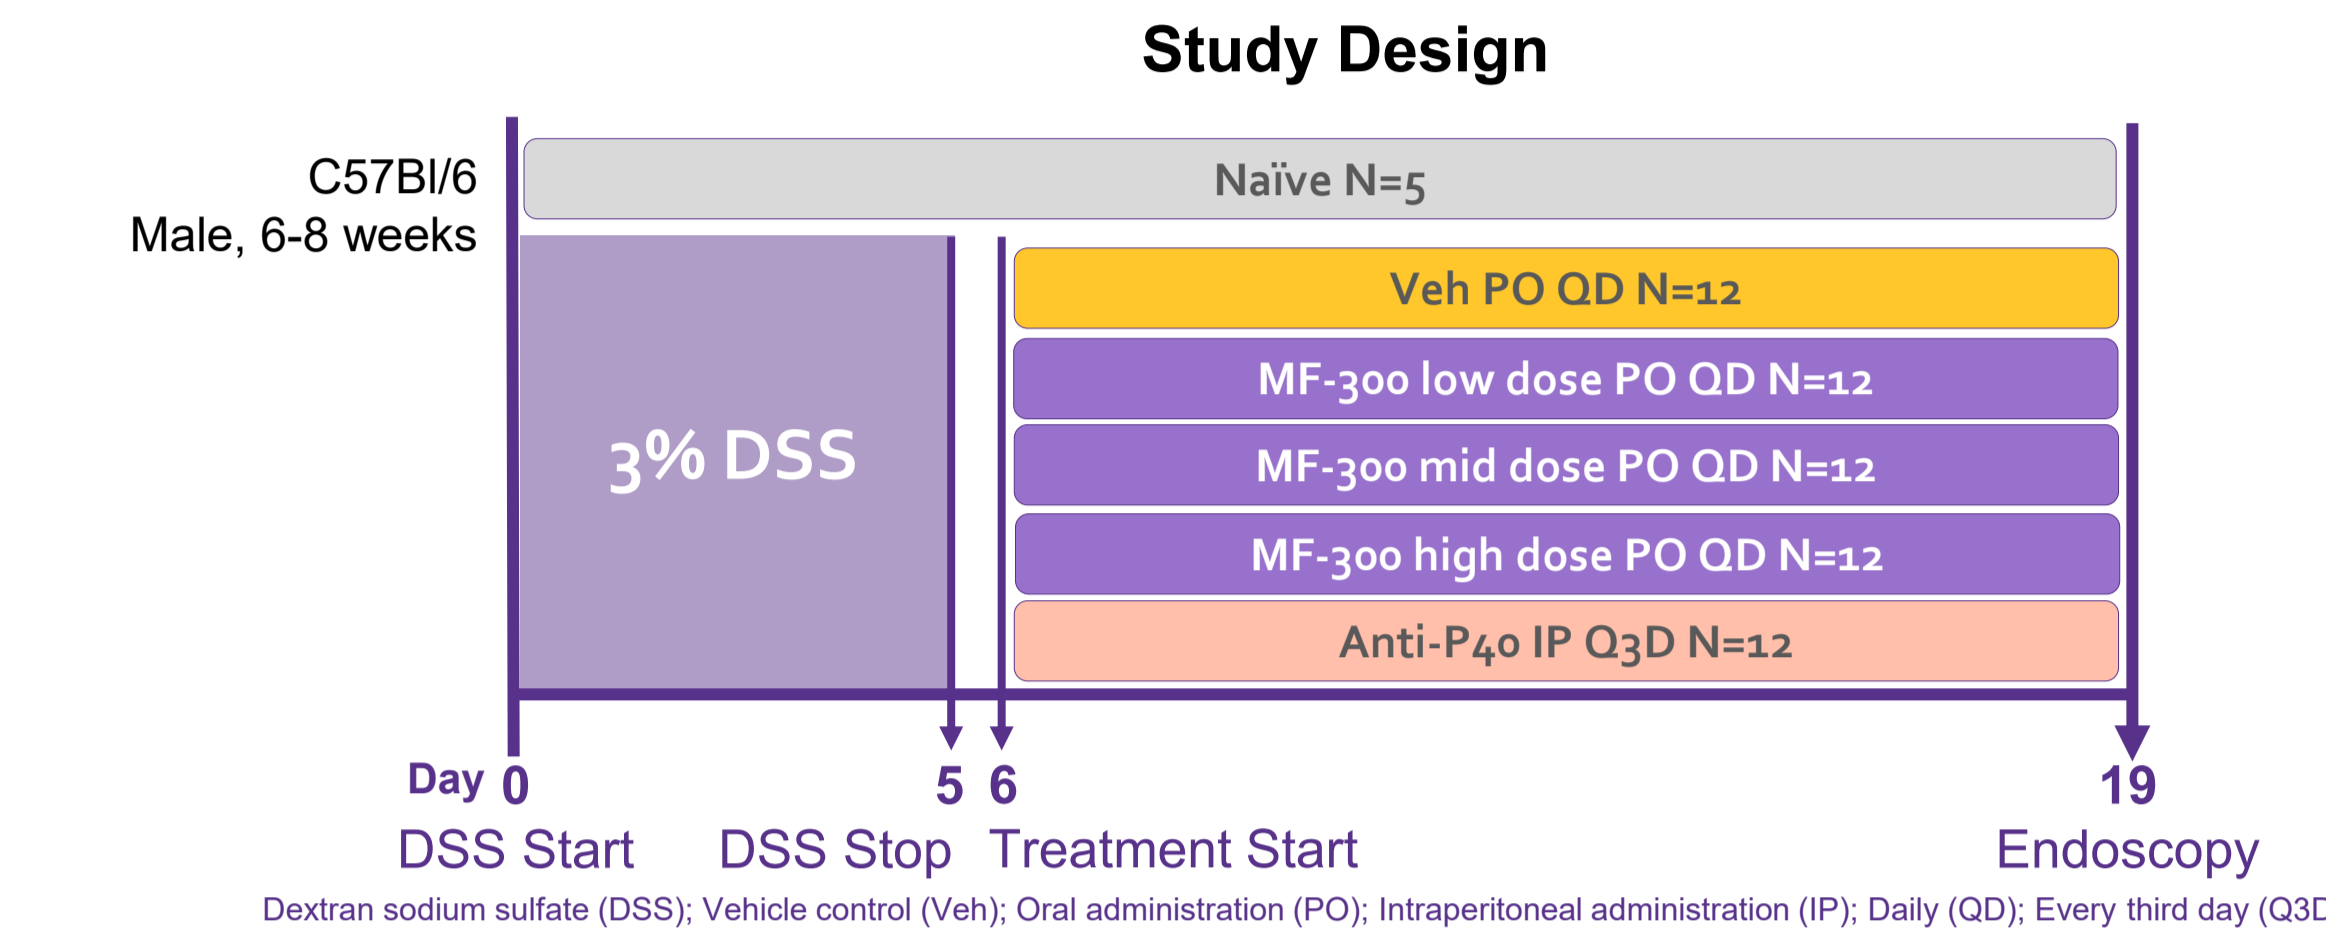 Study Design
C57Bl/6
Male, 6-8 weeks
Naïve N=5
Veh PO QD N=12
MF-300 low dose PO QD N=12
3% DSS
MF-300 mid dose PO QD N=12
MF-300 high dose PO QD N=12
Anti-P40 IP Q3D N=12
Day 0 5 6 19
DSS Start DSS Stop Treatment Start Endoscopy
Dextran sodium sulfate (DSS); Vehicle control (Veh); Oral administration (PO); Intraperitoneal administration (IP); Daily (QD); Every third day (Q3D